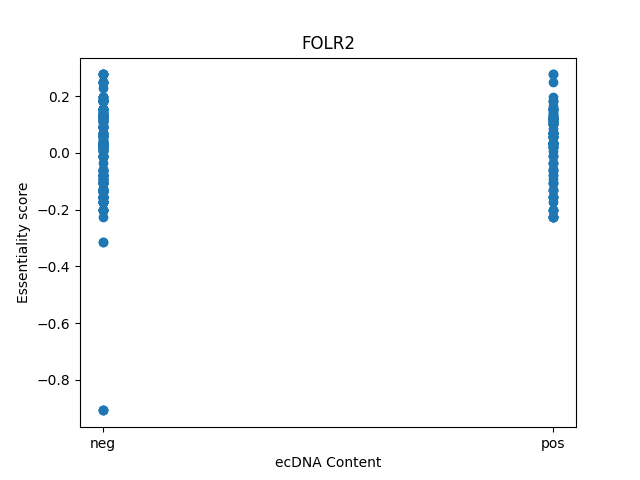 FOLR2
Essentiality score
0.2
0.0
−0.2
−0.4
−0.6
−0.8
neg
pos
ecDNA Content